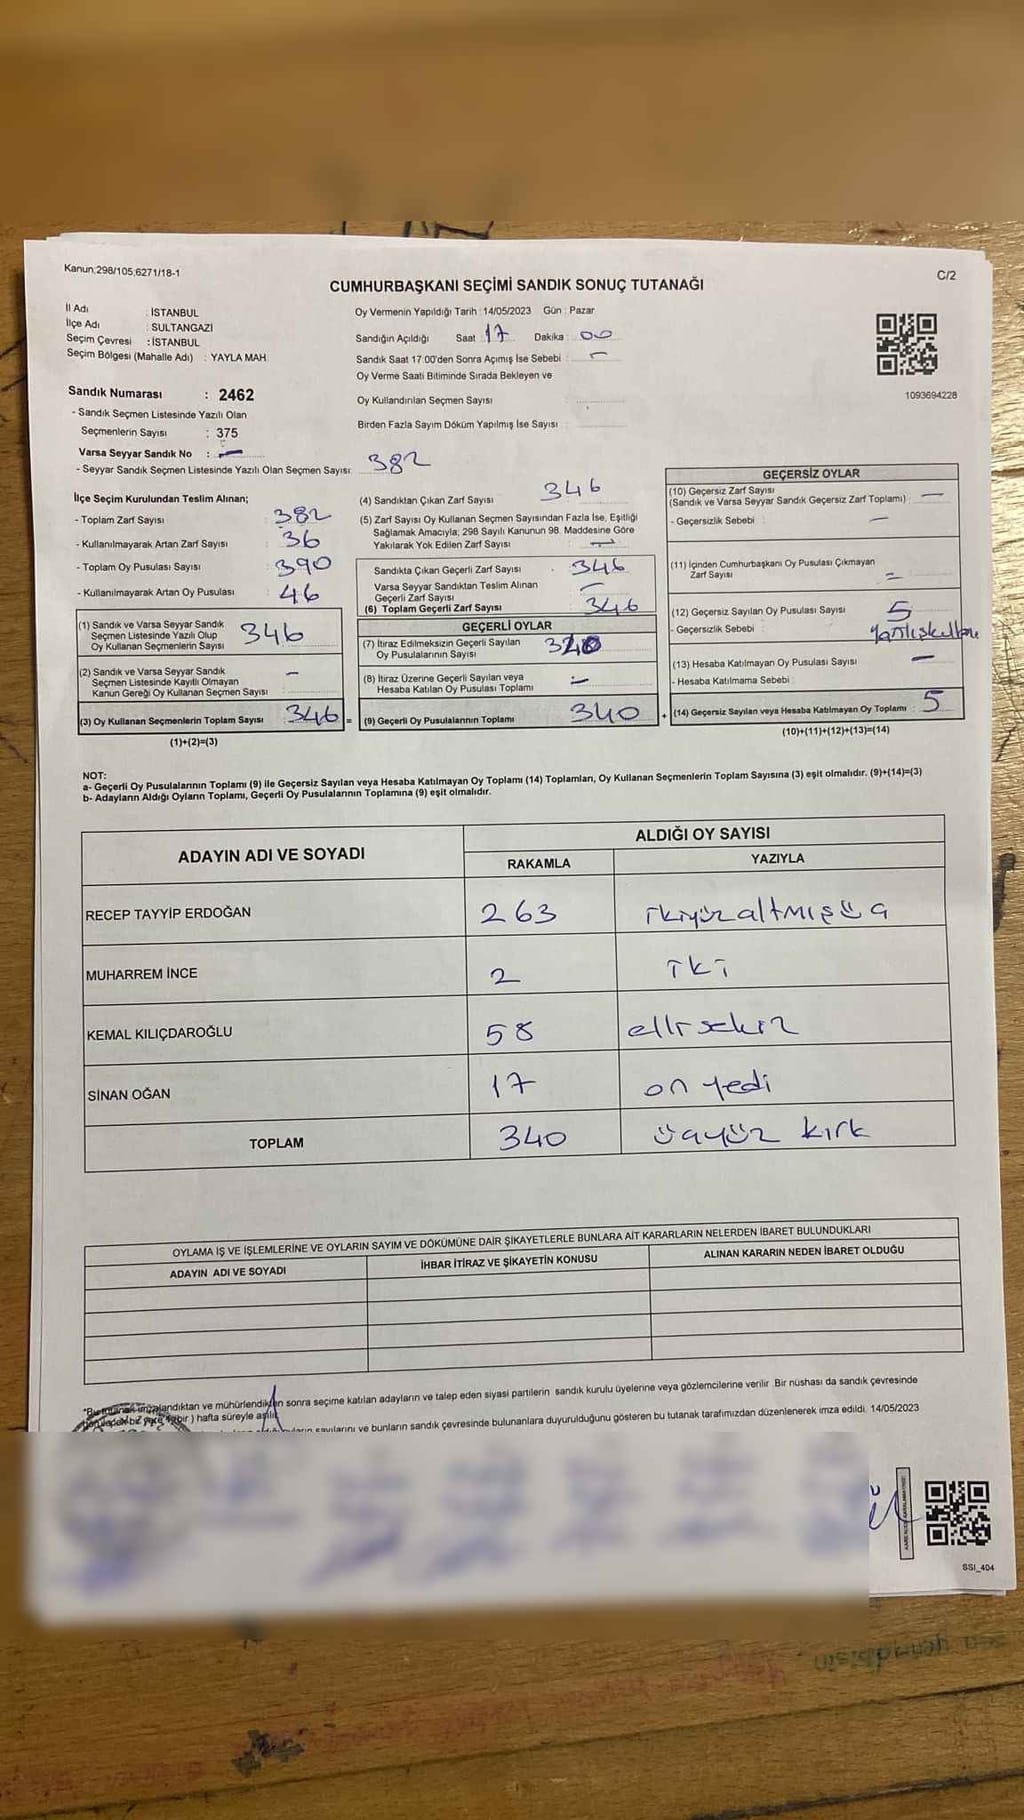 Kanun;298/105;6271/18-1
C/2
CUMHURBAŞKANI SEÇİMİ SANDIK SONUÇ TUTANAĞI
İl Adı : İSTANBUL
İlçe Adı : SULTANGAZİ
Seçim Çevresi : İSTANBUL
Seçim Bölgesi (Mahalle Adı) : YAYLA MAH
Sandık Numarası : 2462
- Sandık Seçmen Listesinde Yazılı Olan
Seçmenlerin Sayısı : 375
Varsa Seyyar Sandık No : –
- Seyyar Sandık Seçmen Listesinde Yazılı Olan Seçmen Sayısı: 382
Oy Vermenin Yapıldığı Tarih : 14/05/2023 Gün : Pazar
Sandığın Açıldığı Saat 17 Dakika : 00
Sandık Saat 17:00'den Sonra Açımış İse Sebebi : –
Oy Verme Saati Bitiminde Sırada Bekleyen ve
Oy Kullandırılan Seçmen Sayısı :
Birden Fazla Sayım Döküm Yapılmış İse Sayısı :
1093694228
İlçe Seçim Kurulundan Teslim Alınan;
- Toplam Zarf Sayısı : 382
- Kullanılmayarak Artan Zarf Sayısı : 36
- Toplam Oy Pusulası Sayısı : 390
- Kullanılmayarak Artan Oy Pusulası : 46
(1) Sandık ve Varsa Seyyar Sandık
Seçmen Listesinde Yazılı Olup
Oy Kullanan Seçmenlerin Sayısı 346
(2) Sandık ve Varsa Seyyar Sandık
Seçmen Listesinde Kayıtlı Olmayan
Kanun Gereği Oy Kullanan Seçmen Sayısı : –
(3) Oy Kullanan Seçmenlerin Toplam Sayısı : 346 =
(1)+(2)=(3)
(4) Sandıktan Çıkan Zarf Sayısı 346
(5) Zarf Sayısı Oy Kullanan Seçmen Sayısından Fazla İse, Eşitliği
Sağlamak Amacıyla; 298 Sayılı Kanunun 98. Maddesine Göre
Yakılarak Yok Edilen Zarf Sayısı : –
Sandıkta Çıkan Geçerli Zarf Sayısı : 346
Varsa Seyyar Sandıktan Teslim Alınan
Geçerli Zarf Sayısı : –
(6) Toplam Geçerli Zarf Sayısı 346
GEÇERLİ OYLAR
(7) İtiraz Edilmeksizin Geçerli Sayılan
Oy Pusulalarının Sayısı
(8) İtiraz Üzerine Geçerli Sayılan veya
Hesaba Katılan Oy Pusulası Toplamı : –
(9) Geçerli Oy Pusulalarının Toplamı : 340 +
GEÇERSİZ OYLAR
(10) Geçersiz Zarf Sayısı
(Sandık ve Varsa Seyyar Sandık Geçersiz Zarf Toplamı) : –
- Geçersizlik Sebebi : –
(11) İçinden Cumhurbaşkanı Oy Pusulası Çıkmayan
Zarf Sayısı : –
(12) Geçersiz Sayılan Oy Pusulası Sayısı : 5
- Geçersizlik Sebebi :
(13) Hesaba Katılmayan Oy Pusulası Sayısı : –
- Hesaba Katılmama Sebebi :
(14) Geçersiz Sayılan veya Hesaba Katılmayan Oy Toplamı : 5
(10)+(11)+(12)+(13)=(14)
NOT:
a- Geçerli Oy Pusulalarının Toplamı (9) ile Geçersiz Sayılan veya Hesaba Katılmayan Oy Toplamı (14) Toplamları, Oy Kullanan Seçmenlerin Toplam Sayısına (3) eşit olmalıdır. (9)+(14)=(3)
b- Adayların Aldığı Oyların Toplamı, Geçerli Oy Pusulalarının Toplamına (9) eşit olmalıdır.
ADAYIN ADI VE SOYADI
ALDIĞI OY SAYISI
RAKAMLA YAZIYLA
RECEP TAYYİP ERDOĞAN 263 ikiyüzaltmışüç
MUHARREM İNCE 2 iki
KEMAL KILIÇDAROĞLU 58 ellisekiz
SİNAN OĞAN 17 on yedi
TOPLAM 340 üçyüz kırk
OYLAMA İŞ VE İŞLEMLERİNE VE OYLARIN SAYIM VE DÖKÜMÜNE DAİR ŞİKAYETLERLE BUNLARA AİT KARARLARIN NELERDEN İBARET BULUNDUKLARI
ADAYIN ADI VE SOYADI İHBAR İTİRAZ VE ŞİKAYETİN KONUSU ALINAN KARARIN NEDEN İBARET OLDUĞU
*Bu tutanak imzalandıktan ve mühürlendikten sonra seçime katılan adayların ve talep eden siyasi partilerin sandık kurulu üyelerine veya gözlemcilerine verilir. Bir nüshası da sandık çevresinde
hafta süreyle asılır.
sayılarını ve bunların sandık çevresinde bulunanlara duyurulduğunu gösteren bu tutanak tarafımızdan düzenlenerek imza edildi. 14/05/2023
SSI_404